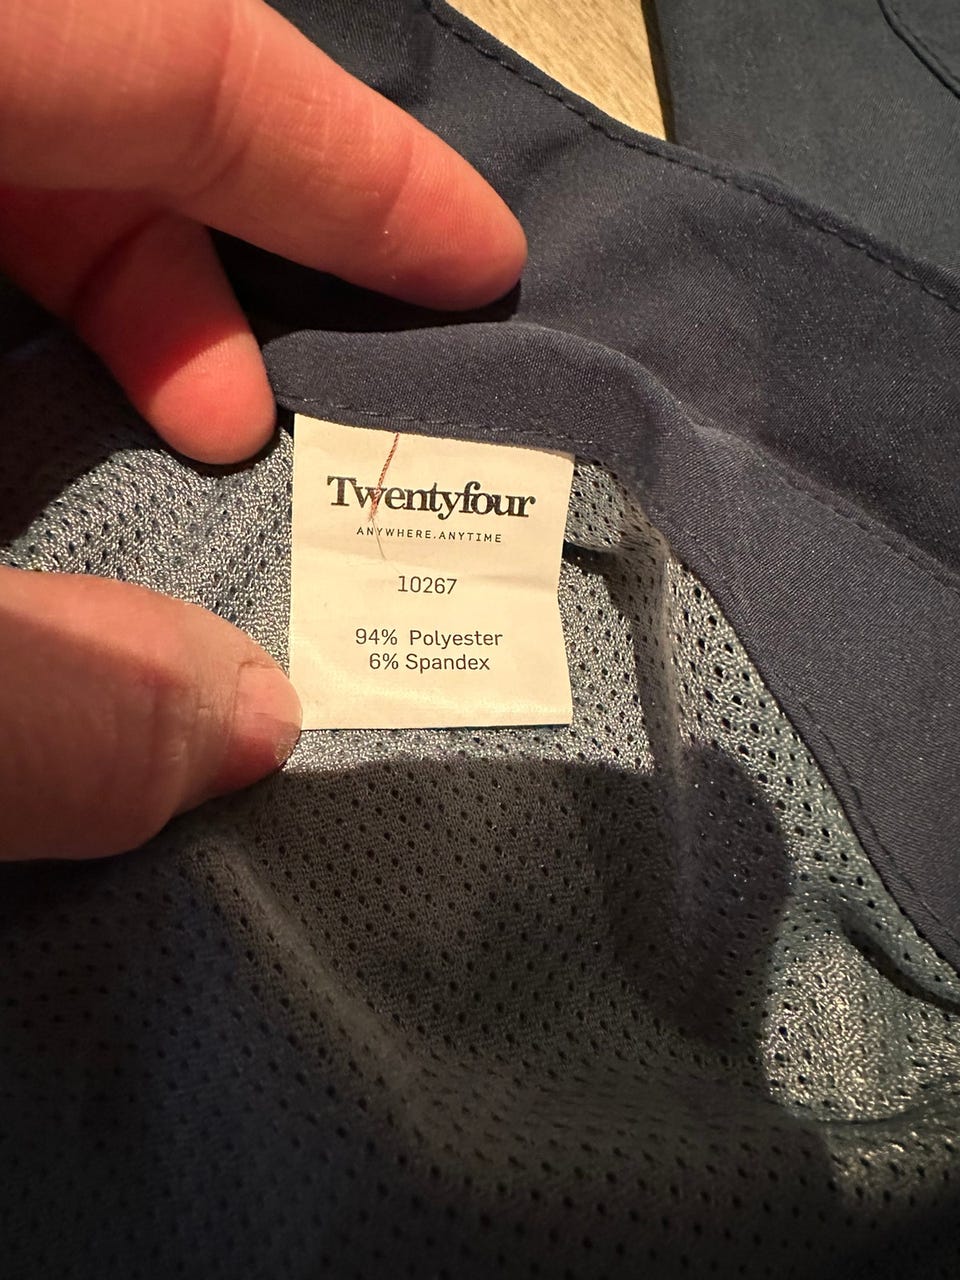 Twentyfour
ANYWHERE.ANYTIME
10267
94% Polyester
6% Spandex